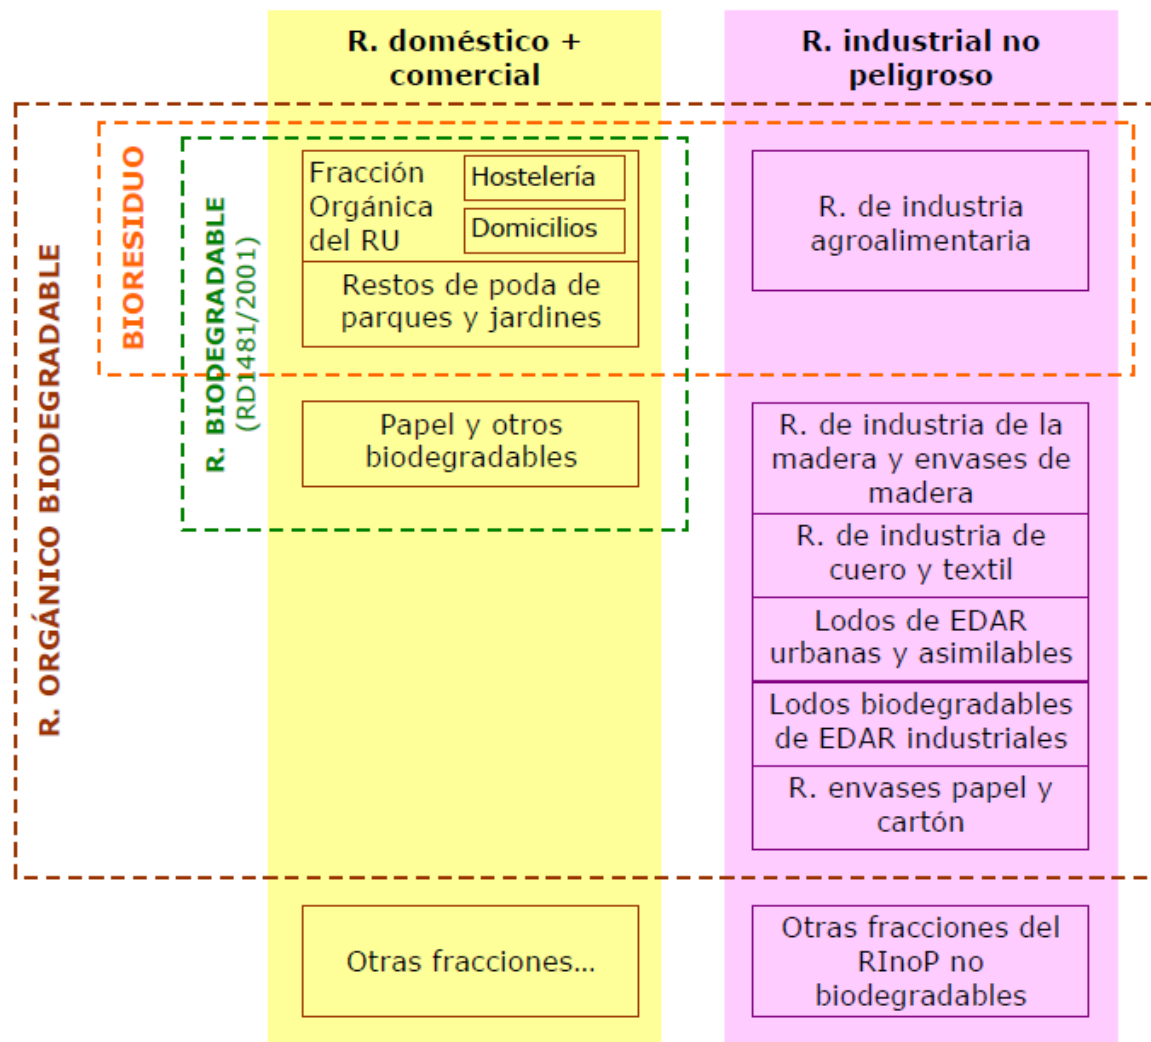 R. doméstico +
comercial
R. industrial no
peligroso
R. ORGÁNICO BIODEGRADABLE
BIORESIDUO
R. BIODEGRADABLE
(RD1481/2001)
Fracción
Orgánica
del RU
Hostelería
Domicilios
Restos de poda de
parques y jardines
Papel y otros
biodegradables
Otras fracciones...
R. de industria
agroalimentaria
R. de industria de la
madera y envases de
madera
R. de industria de
cuero y textil
Lodos de EDAR
urbanas y asimilables
Lodos biodegradables
de EDAR industriales
R. envases papel y
cartón
Otras fracciones del
RInoP no
biodegradables